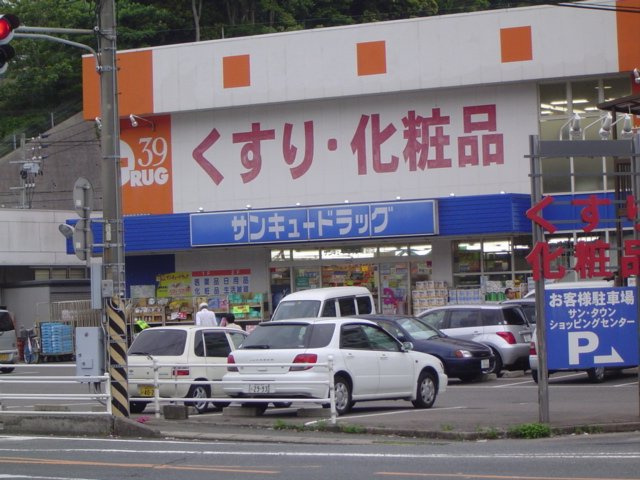 39
DRUG
くすり・化粧品
サンキュードラッグ
くすり
化粧品
お客様駐車場
サン・タウン
ショッピングセンター
P